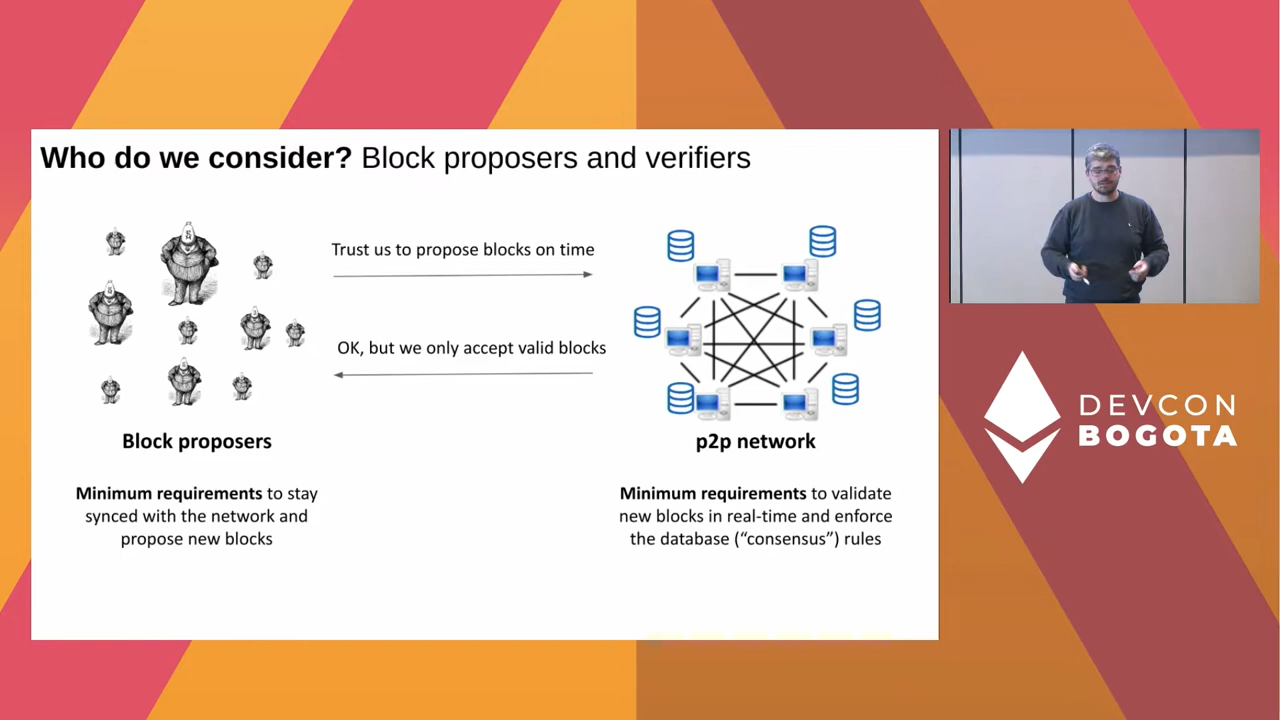 Who do we consider? Block proposers and verifiers
Trust us to propose blocks on time
OK, but we only accept valid blocks
Block proposers
p2p network
Minimum requirements to stay
synced with the network and
propose new blocks
Minimum requirements to validate
new blocks in real-time and enforce
the database (“consensus”) rules
DEVCON
BOGOTA